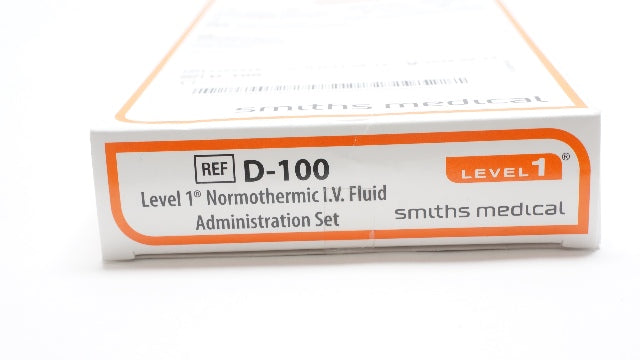 smiths medical
REF D-100
Level 1® Normothermic I.V. Fluid
Administration Set
LEVEL 1®
smiths medical